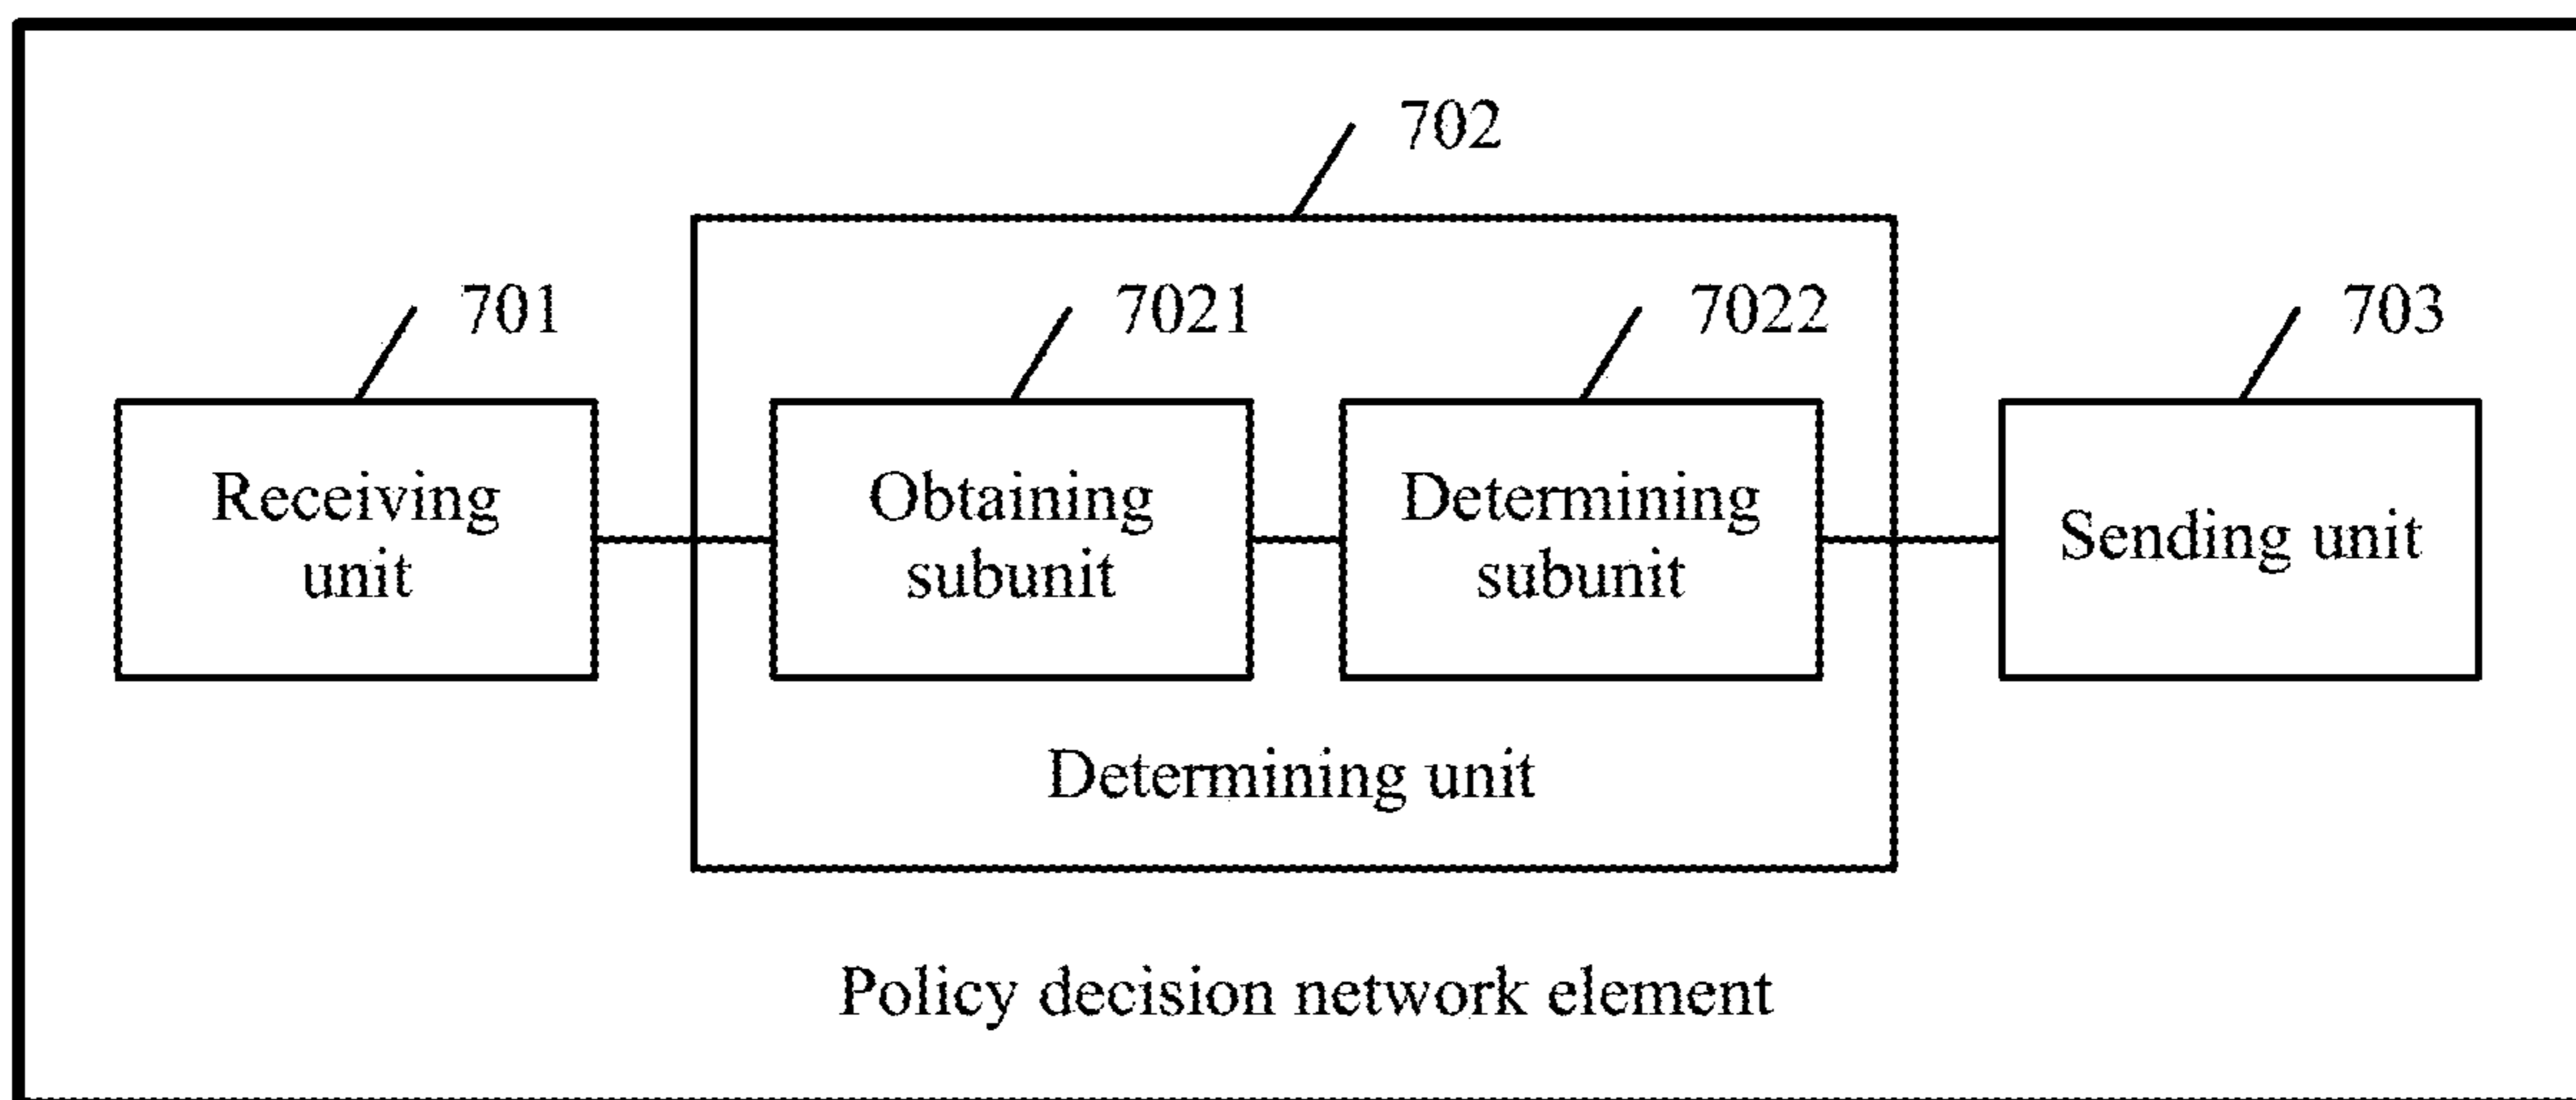 702
701
7021
7022
703
Receiving
unit
Obtaining
subunit
Determining
subunit
Sending unit
Determining unit
Policy decision network element